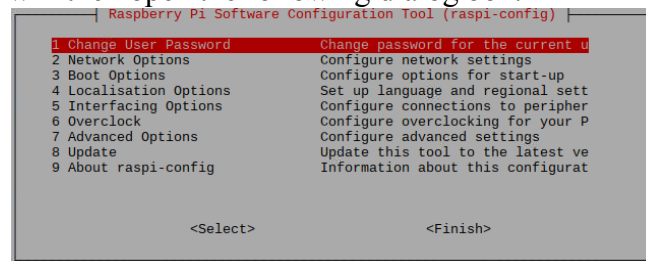 Raspberry Pi Software Configuration Tool (raspi-config)
1 Change User Password Change password for the current u
2 Network Options Configure network settings
3 Boot Options Configure options for start-up
4 Localisation Options Set up language and regional sett
5 Interfacing Options Configure connections to peripher
6 Overclock Configure overclocking for your P
7 Advanced Options Configure advanced settings
8 Update Update this tool to the latest ve
9 About raspi-config Information about this configurat
<Select> <Finish>